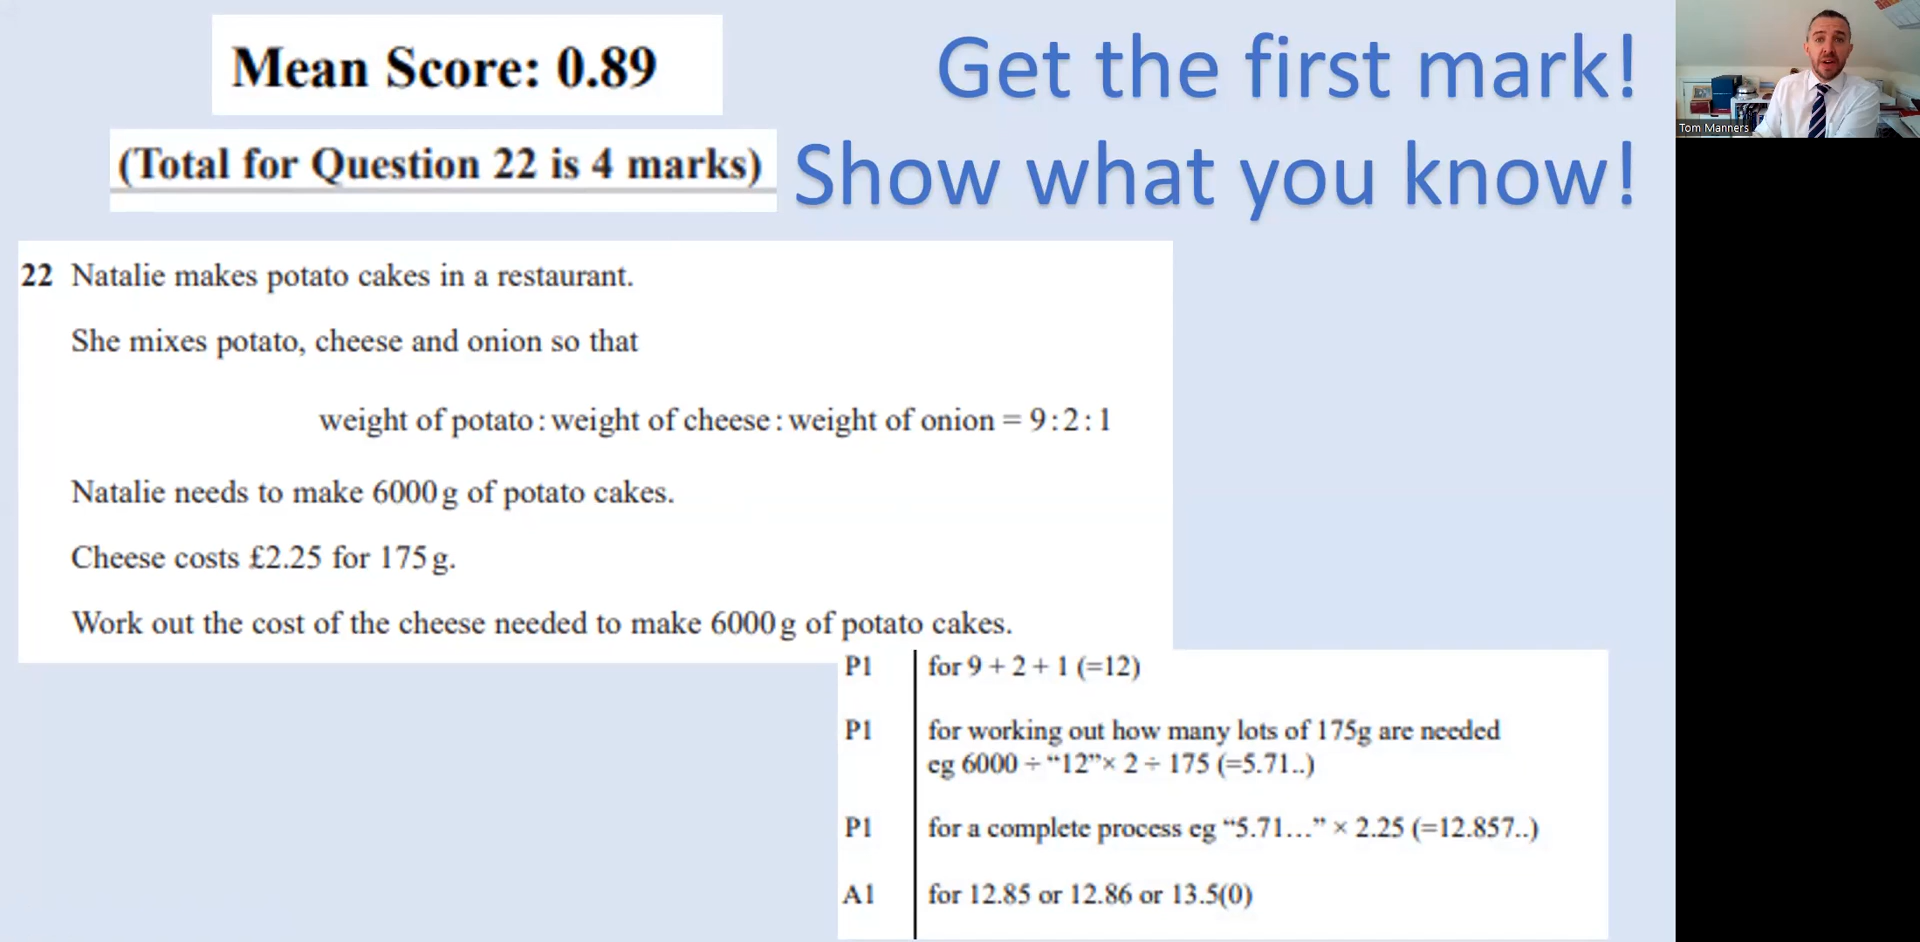 Mean Score: 0.89
(Total for Question 22 is 4 marks)
Get the first mark!
Show what you know!
Tom Manners
22 Natalie makes potato cakes in a restaurant.
She mixes potato, cheese and onion so that
weight of potato : weight of cheese : weight of onion = 9 : 2 : 1
Natalie needs to make 6000 g of potato cakes.
Cheese costs £2.25 for 175 g.
Work out the cost of the cheese needed to make 6000 g of potato cakes.
P1 for 9 + 2 + 1 (=12)
P1 for working out how many lots of 175g are needed
eg 6000 ÷ “12”× 2 ÷ 175 (=5.71..)
P1 for a complete process eg “5.71…” × 2.25 (=12.857..)
A1 for 12.85 or 12.86 or 13.5(0)